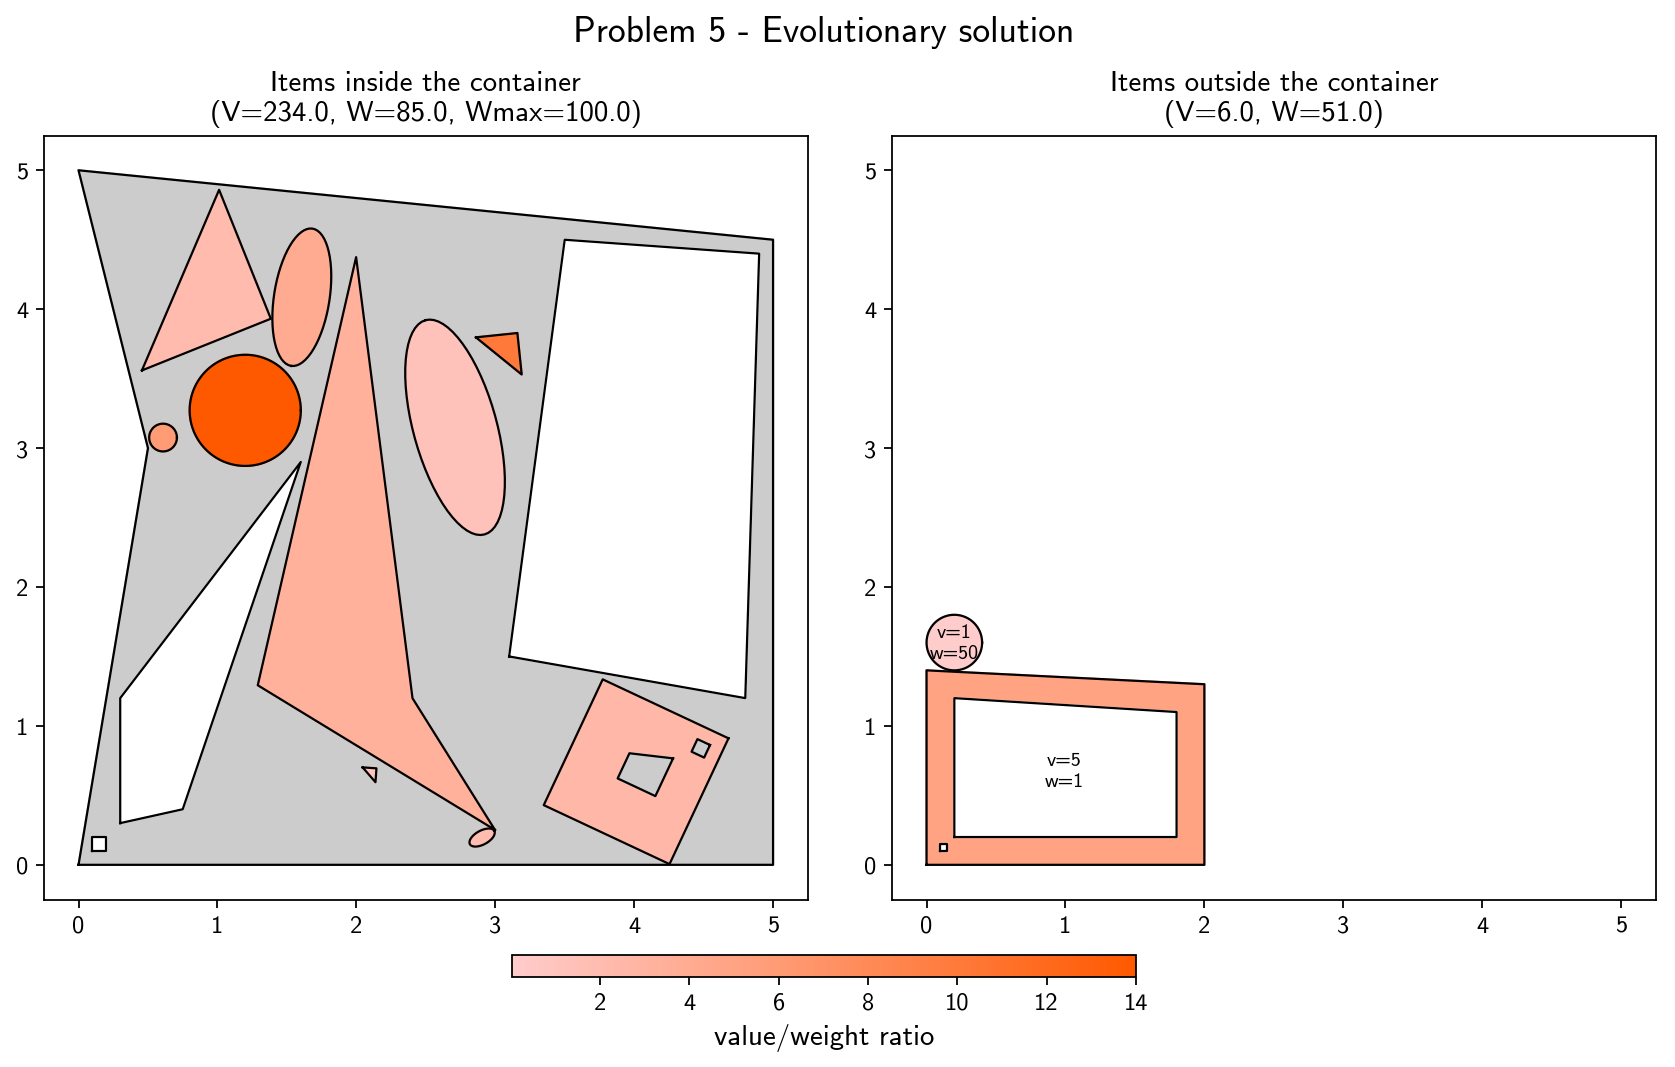 Problem 5 - Evolutionary solution
Items inside the container
(V=234.0, W=85.0, Wmax=100.0)
5
4
3
2
1
0
0 1 2 3 4 5
Items outside the container
(V=6.0, W=51.0)
5
4
3
2
1
0
v=1
w=50
v=5
w=1
0 1 2 3 4 5
2 4 6 8 10 12 14
value/weight ratio